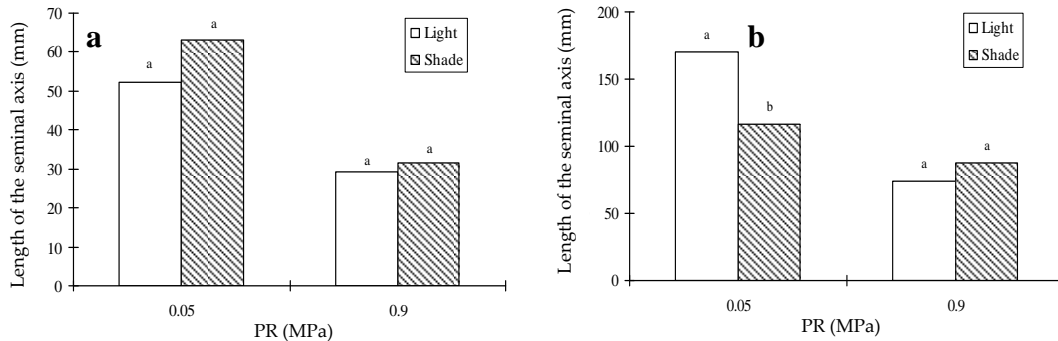 a
Length of the seminal axis (mm)
70
60
50
40
30
20
10
0
a
a
a
a
Light
Shade
0.05
0.9
PR (MPa)
b
Length of the seminal axis (mm)
200
150
100
50
0
a
b
a
a
Light
Shade
0.05
0.9
PR (MPa)